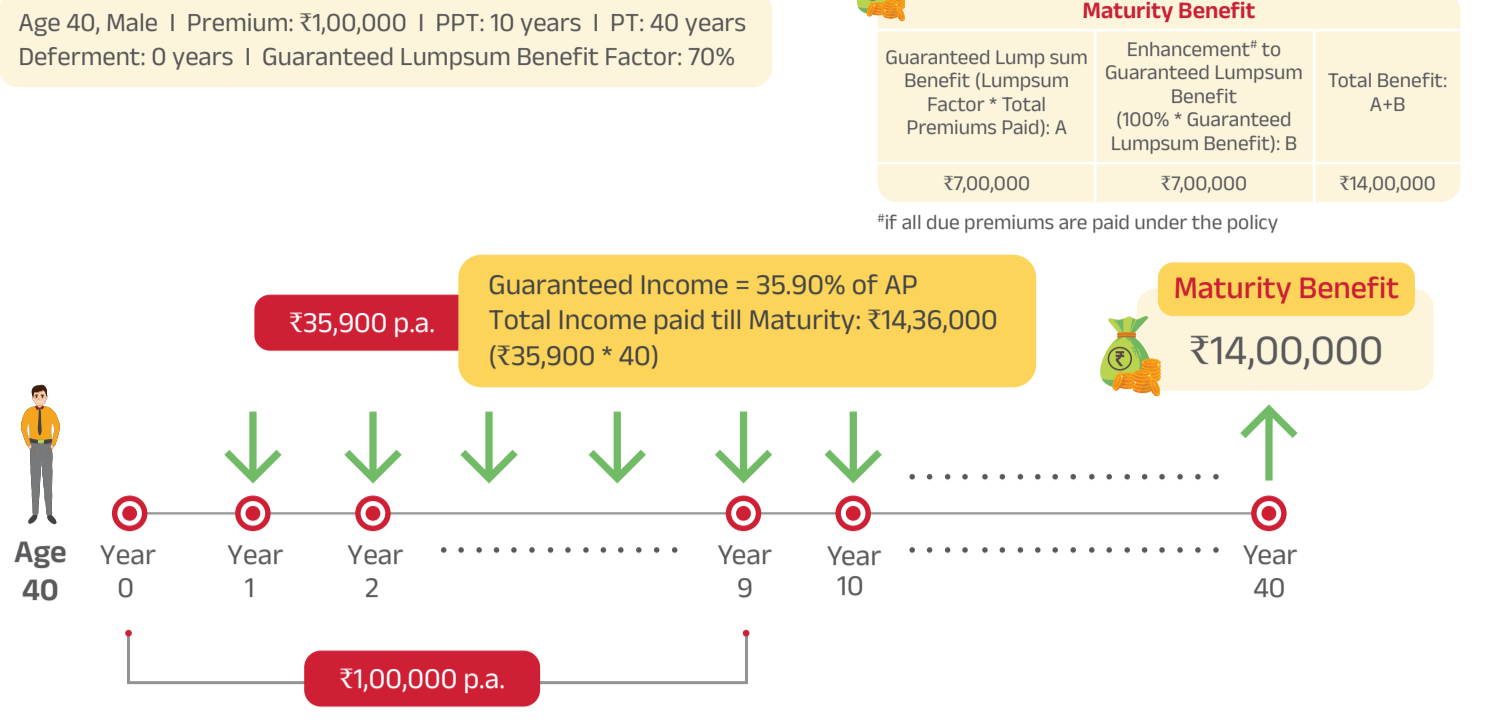 Age 40, Male I Premium: ₹1,00,000 I PPT: 10 years I PT: 40 years
Deferment: 0 years I Guaranteed Lumpsum Benefit Factor: 70%
Maturity Benefit
Guaranteed Lump sum
Benefit (Lumpsum
Factor * Total
Premiums Paid): A
Enhancement# to
Guaranteed Lumpsum
Benefit
(100% * Guaranteed
Lumpsum Benefit): B
Total Benefit:
A+B
₹7,00,000
₹7,00,000
₹14,00,000
#if all due premiums are paid under the policy
₹35,900 p.a.
Guaranteed Income = 35.90% of AP
Total Income paid till Maturity: ₹14,36,000
(₹35,900 * 40)
Maturity Benefit
₹14,00,000
₹
Age
40
Year
0
Year
1
Year
2
Year
9
Year
10
Year
40
₹1,00,000 p.a.